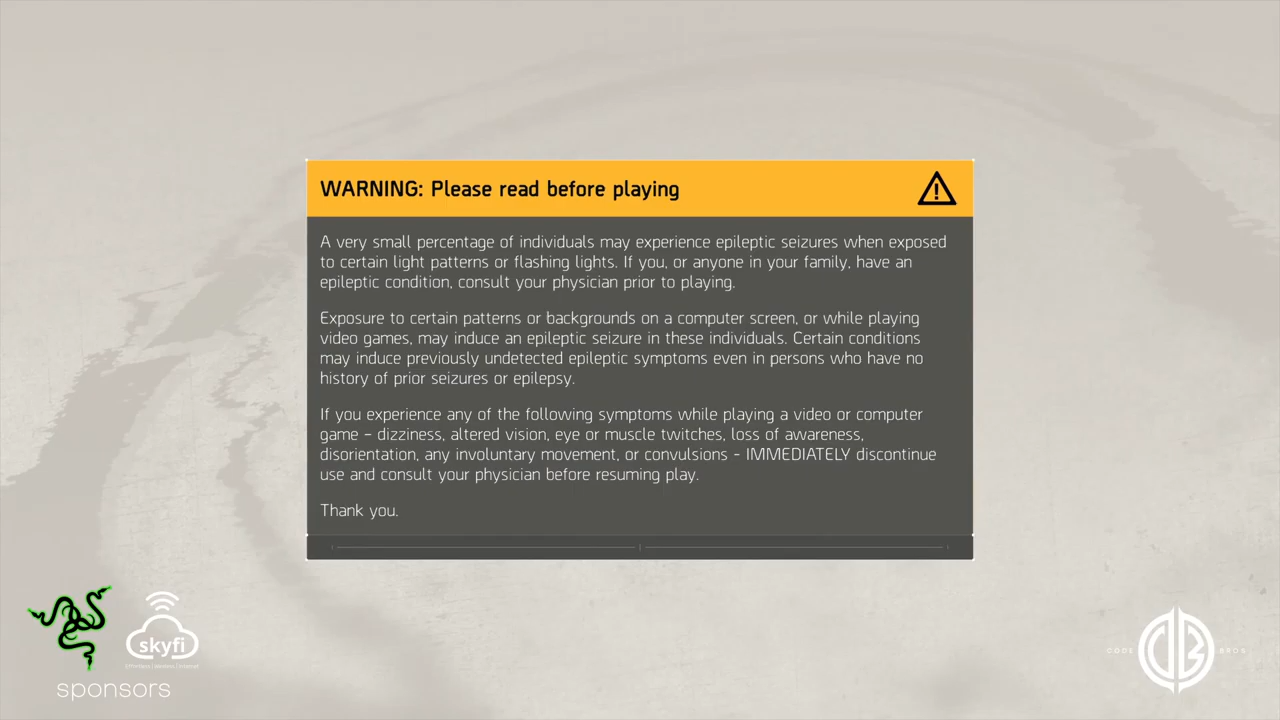 WARNING: Please read before playing
A very small percentage of individuals may experience epileptic seizures when exposed
to certain light patterns or flashing lights. If you, or anyone in your family, have an
epileptic condition, consult your physician prior to playing.
Exposure to certain patterns or backgrounds on a computer screen, or while playing
video games, may induce an epileptic seizure in these individuals. Certain conditions
may induce previously undetected epileptic symptoms even in persons who have no
history of prior seizures or epilepsy.
If you experience any of the following symptoms while playing a video or computer
game – dizziness, altered vision, eye or muscle twitches, loss of awareness,
disorientation, any involuntary movement, or convulsions - IMMEDIATELY discontinue
use and consult your physician before resuming play.
Thank you.
skyfi
sponsors
CODE BROS